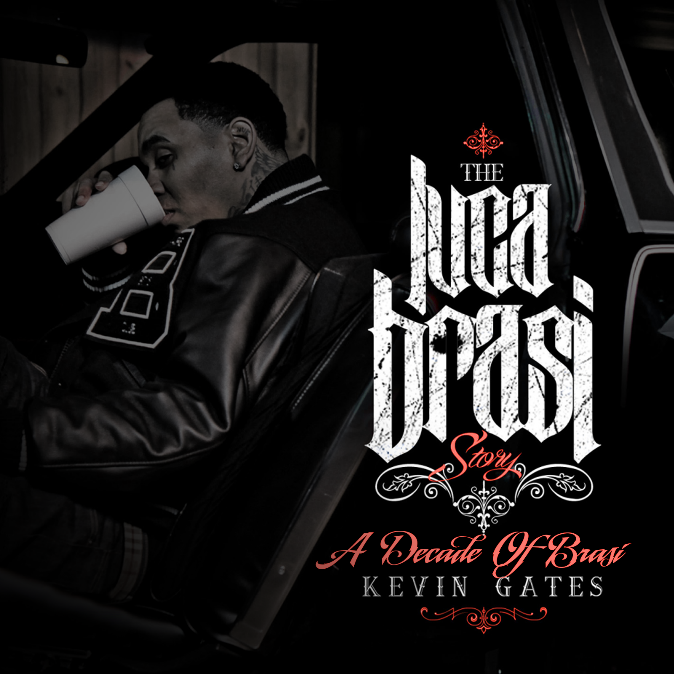 THE
luca
brasi
Story
A Decade Of Brasi
KEVIN GATES
B